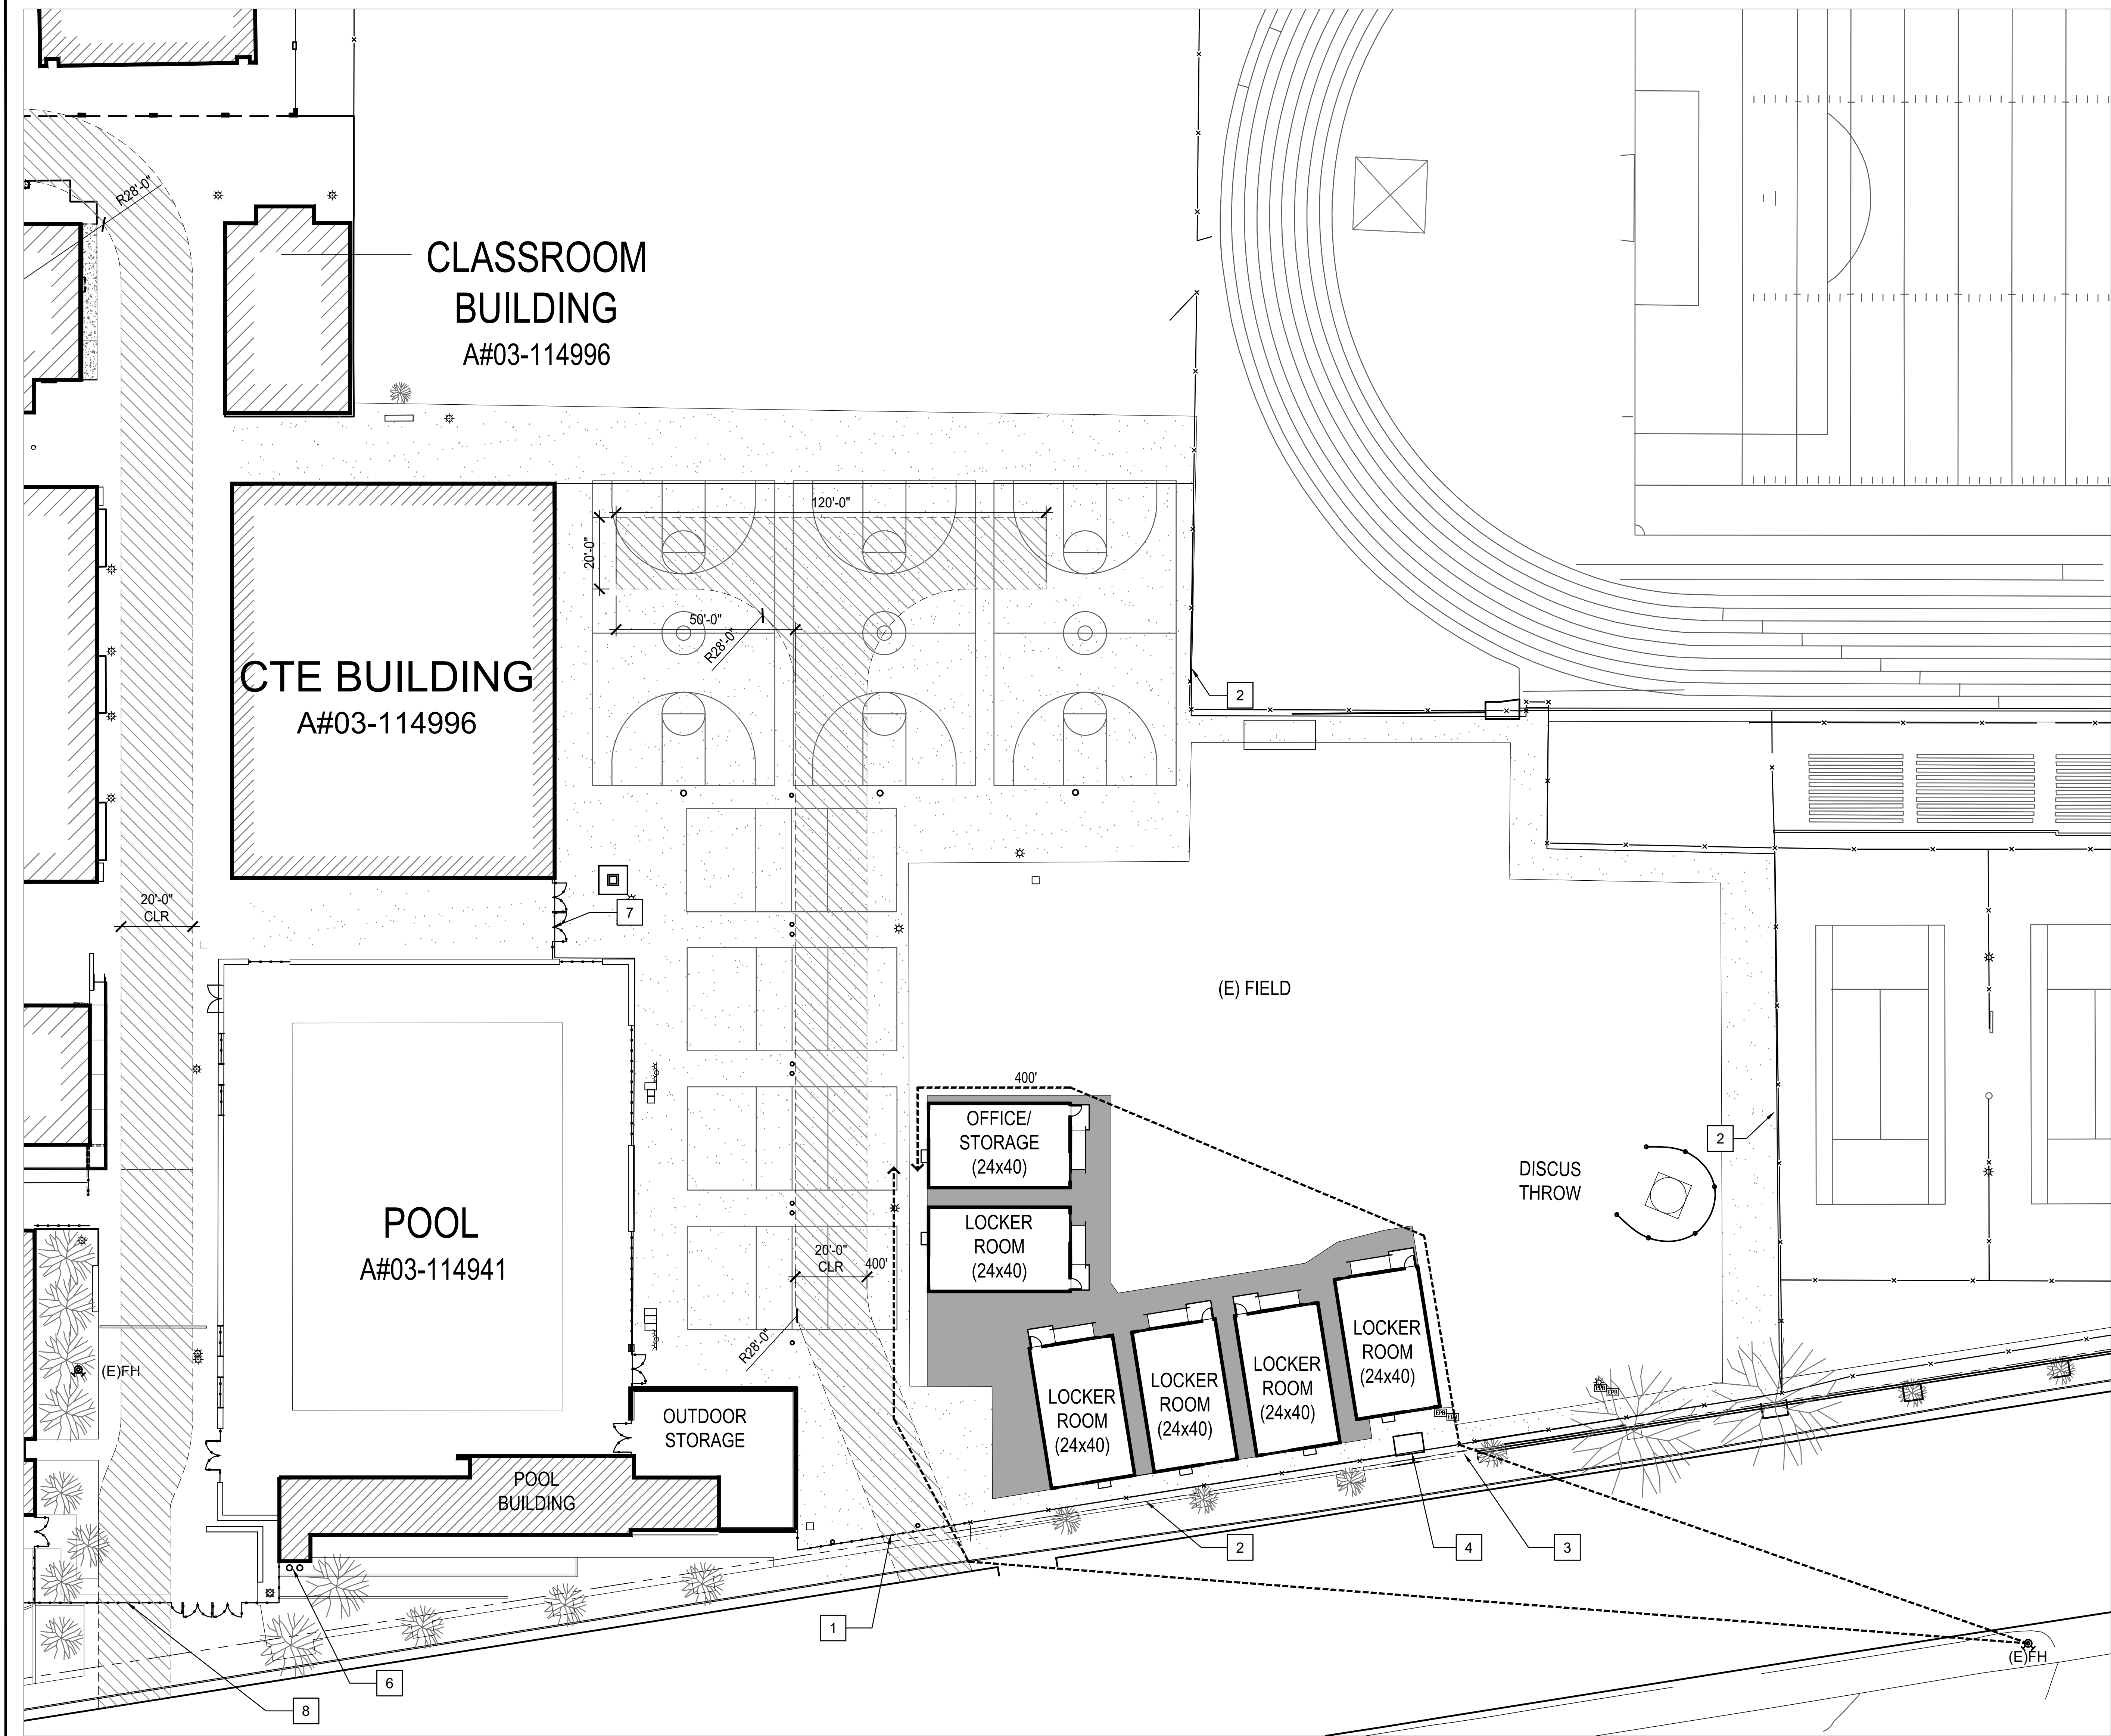 R28'-0"
CLASSROOM
BUILDING
A#03-114996
120'-0"
20'-0"
50'-0"
R28'-0"
CTE BUILDING
A#03-114996
2
20'-0"
CLR
7
(E) FIELD
400'
OFFICE/
STORAGE
(24x40)
2
DISCUS
THROW
POOL
A#03-114941
LOCKER
ROOM
(24x40)
20'-0"
CLR
400'
R28'-0"
(E)FH
LOCKER
ROOM
(24x40)
LOCKER
ROOM
(24x40)
LOCKER
ROOM
(24x40)
LOCKER
ROOM
(24x40)
OUTDOOR
STORAGE
POOL
BUILDING
2
4
3
1
(E)FH
6
8